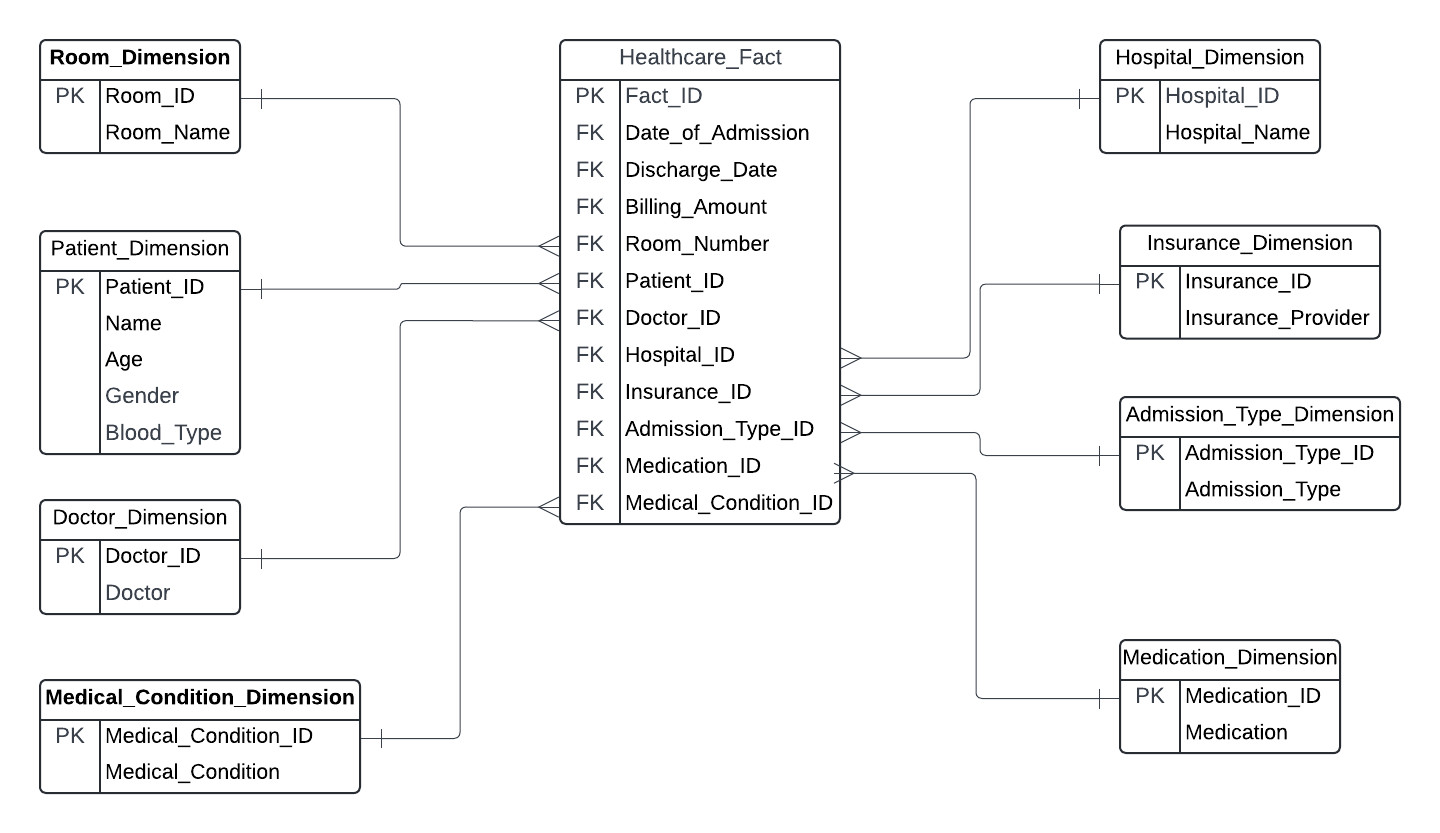 Room_Dimension
PK Room_ID
Room_Name
Patient_Dimension
PK Patient_ID
Name
Age
Gender
Blood_Type
Doctor_Dimension
PK Doctor_ID
Doctor
Medical_Condition_Dimension
PK Medical_Condition_ID
Medical_Condition
Healthcare_Fact
PK Fact_ID
FK Date_of_Admission
FK Discharge_Date
FK Billing_Amount
FK Room_Number
FK Patient_ID
FK Doctor_ID
FK Hospital_ID
FK Insurance_ID
FK Admission_Type_ID
FK Medication_ID
FK Medical_Condition_ID
Hospital_Dimension
PK Hospital_ID
Hospital_Name
Insurance_Dimension
PK Insurance_ID
Insurance_Provider
Admission_Type_Dimension
PK Admission_Type_ID
Admission_Type
Medication_Dimension
PK Medication_ID
Medication